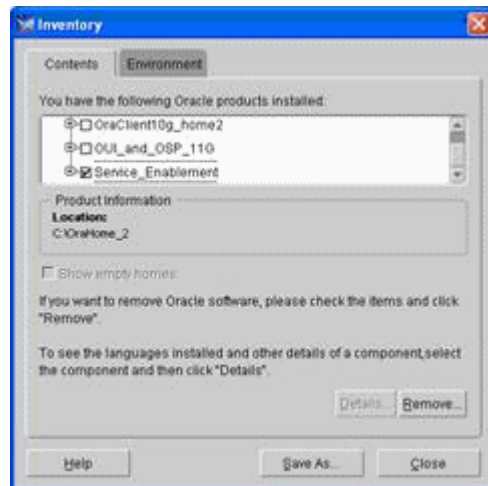 Inventory
Contents Environment
You have the following Oracle products installed:
OraClient10g_home2
OUI_and_OSP_11G
Service_Enablement
Product Information
Location:
C:\OraHome_2
Show empty homes
If you want to remove Oracle software, please check the items and click
"Remove".
To see the languages installed and other details of a component,select
the component and then click "Details".
Details... Remove...
Help Save As... Close